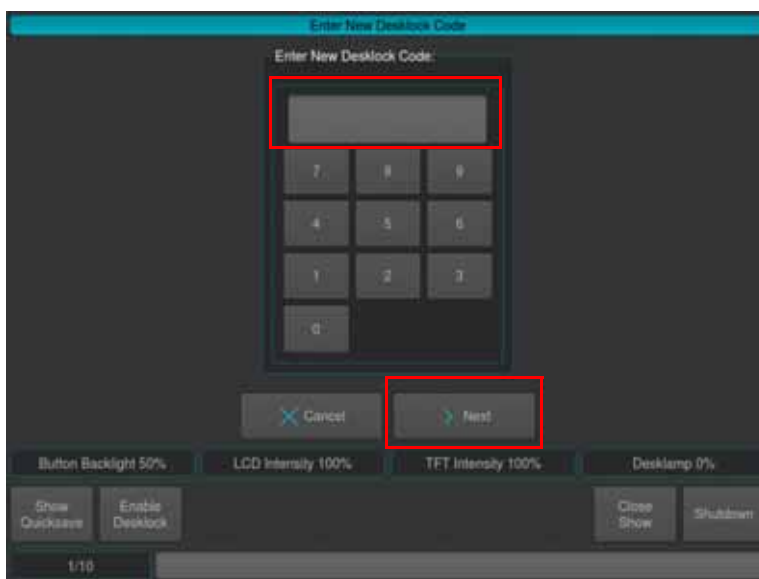 Enter New Desklock Code
Enter New Desklock Code:
7 8 9
4 5 6
1 2 3
0
Cancel Next
Button Backlight 50% LCD Intensity 100% TFT Intensity 100% Desklamp 0%
Show Enable Close Shutdown
Quicksave Desklock Show
1/10